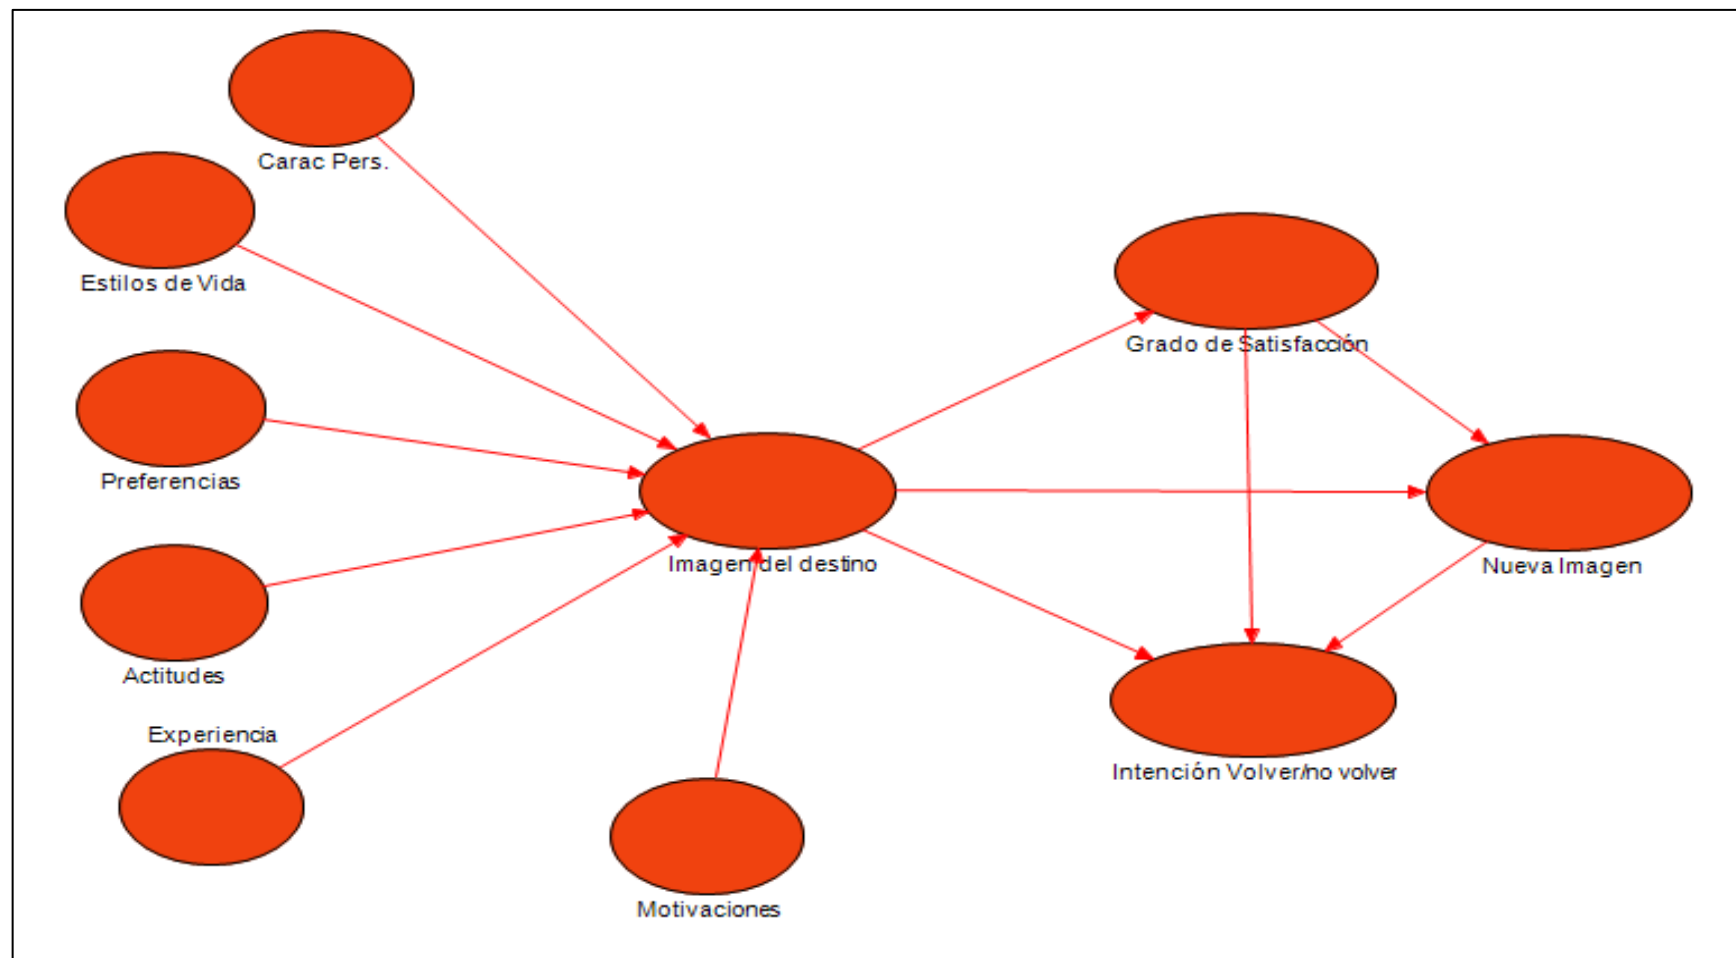 Carac Pers.
Estilos de Vida
Preferencias
Actitudes
Experiencia
Motivaciones
Imagen del destino
Grado de Satisfacción
Nueva Imagen
Intención Volver/no volver